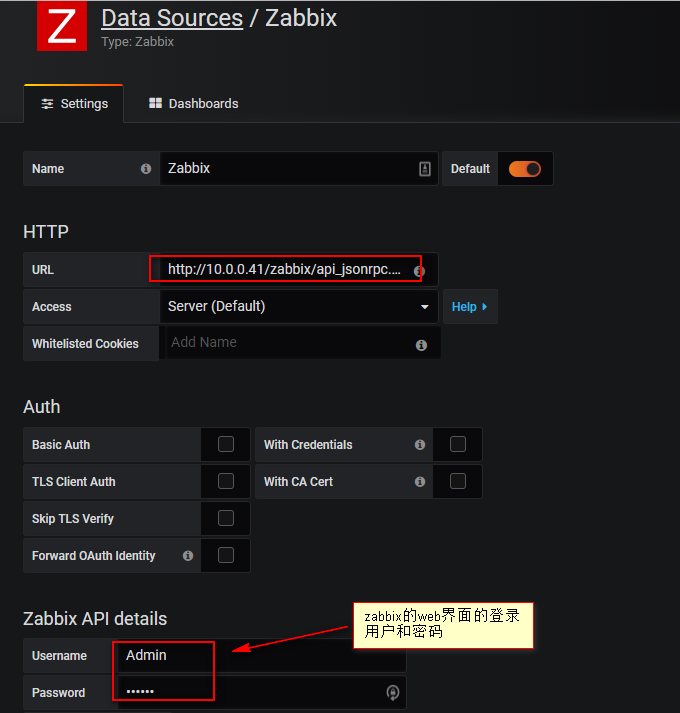 Z
Data Sources / Zabbix
Type: Zabbix
Settings
Dashboards
Name
Zabbix
Default
HTTP
URL
http://10.0.0.41/zabbix/api_jsonrpc....
Access
Server (Default)
Help
Whitelisted Cookies
Add Name
Auth
Basic Auth
With Credentials
TLS Client Auth
With CA Cert
Skip TLS Verify
Forward OAuth Identity
Zabbix API details
zabbix的web界面的登录
用户和密码
Username
Admin
Password
••••••